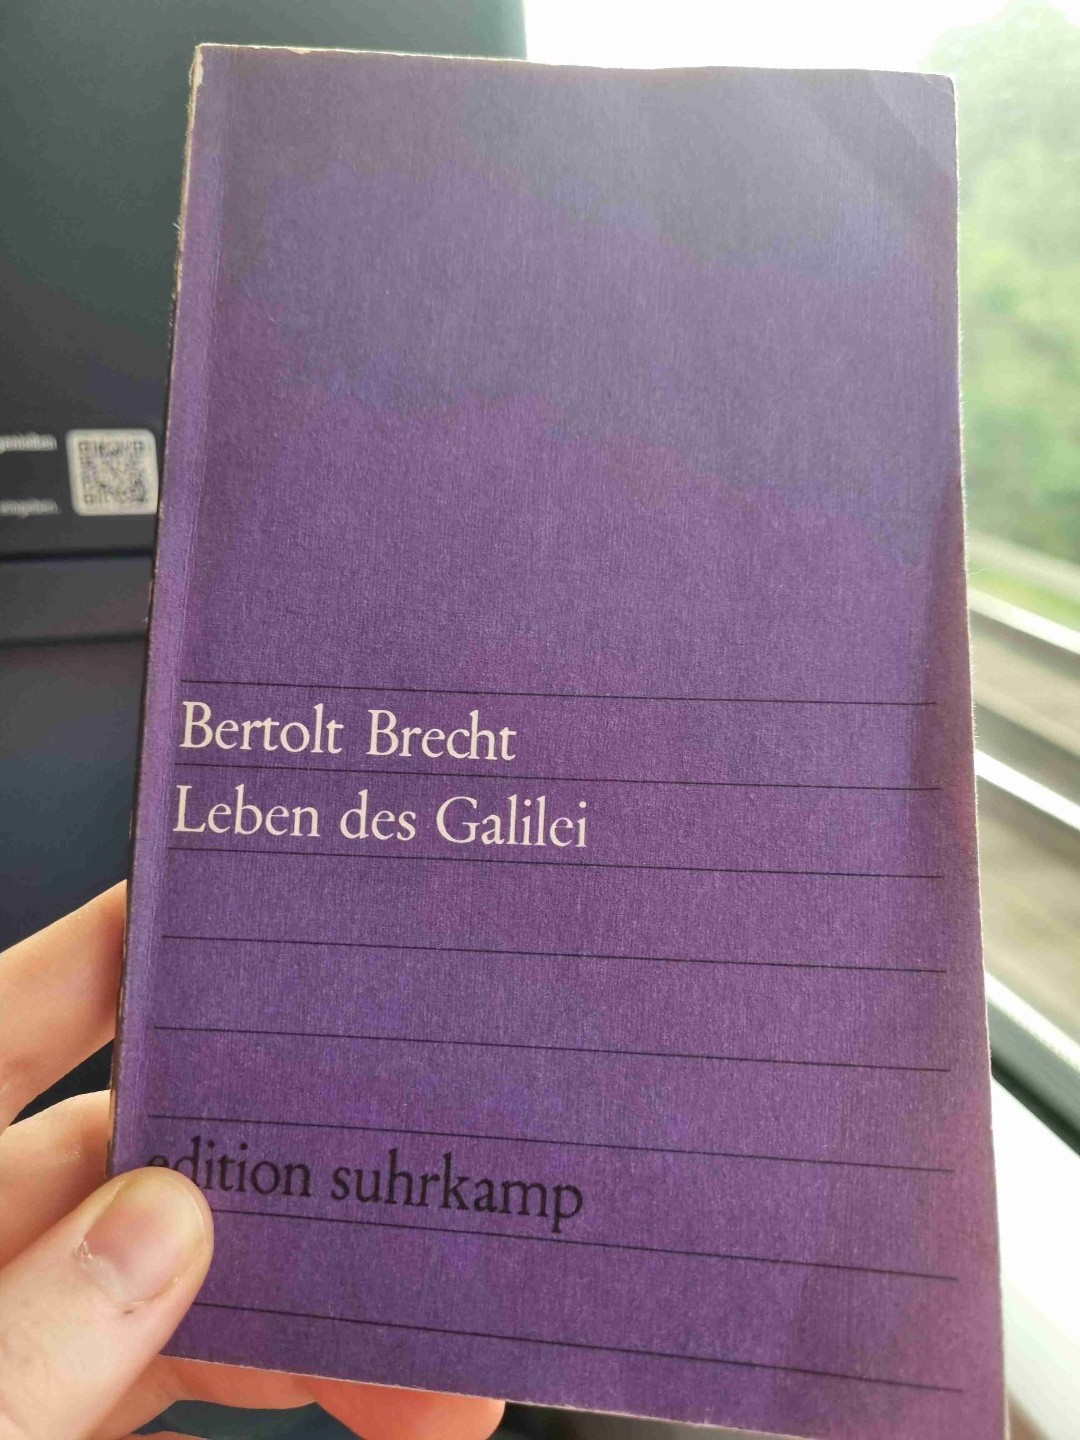 Bertolt Brecht
Leben des Galilei
edition suhrkamp